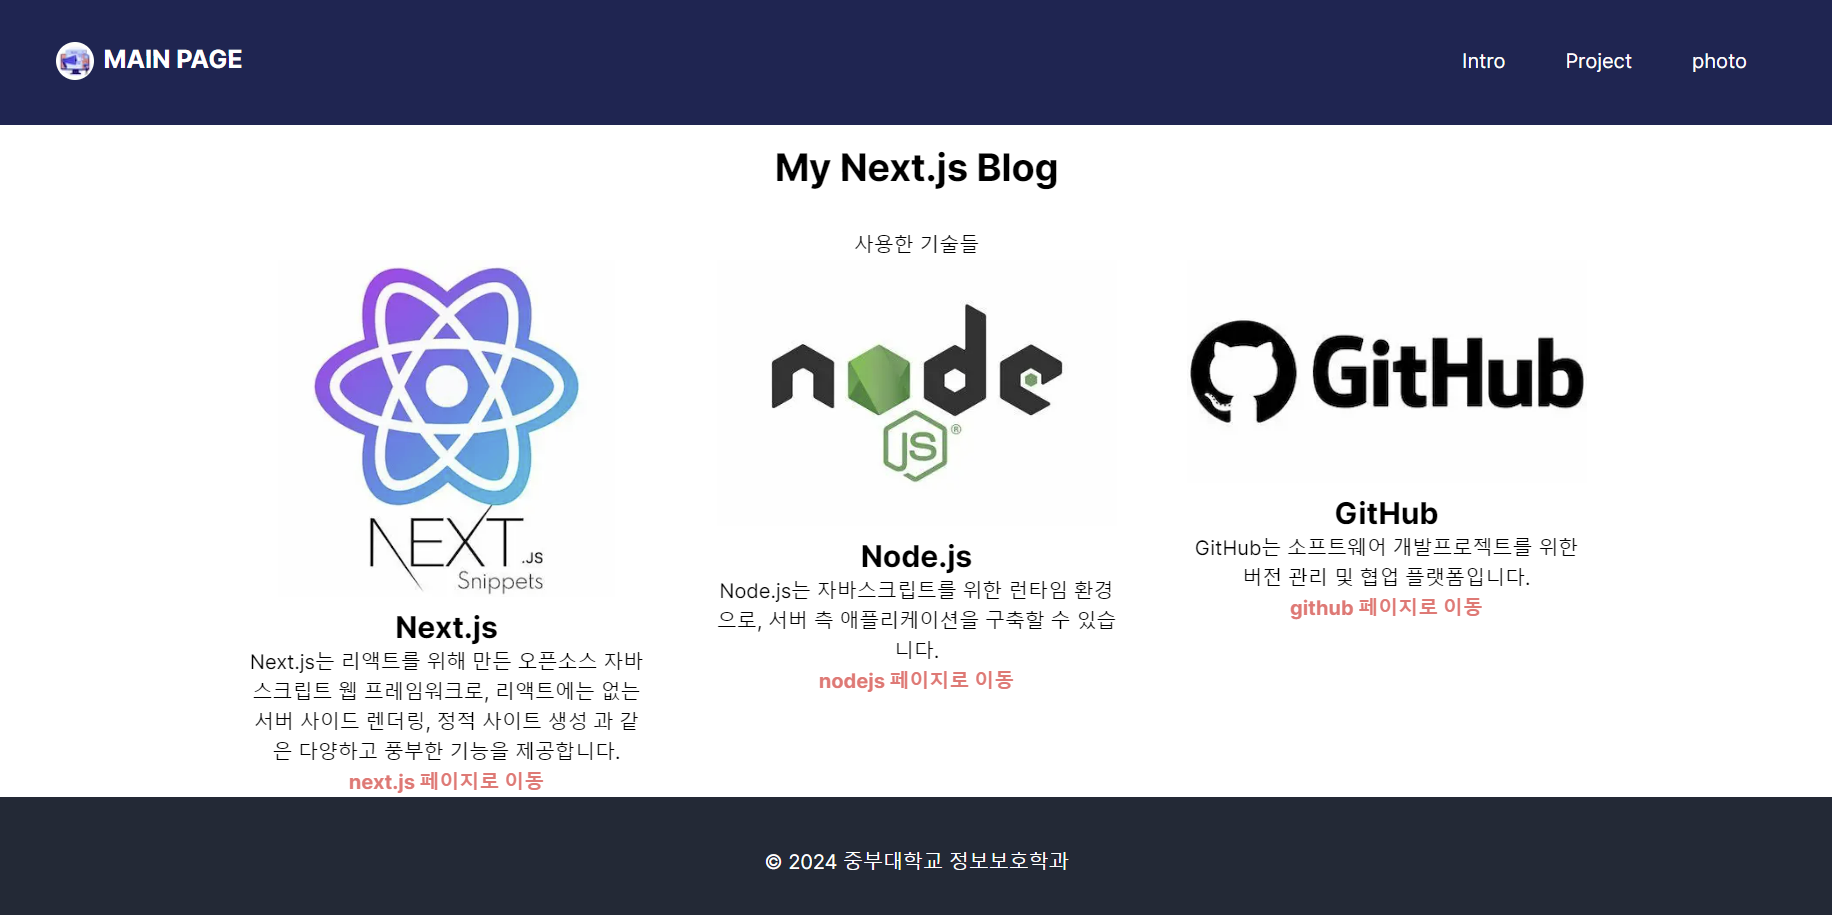 MAIN PAGE
Intro
Project
photo
My Next.js Blog
사용한 기술들
NEXT.JS
Snippets
Next.js
Next.js는 리액트를 위해 만든 오픈소스 자바
스크립트 웹 프레임워크로, 리액트에는 없는
서버 사이드 렌더링, 정적 사이트 생성 과 같
은 다양하고 풍부한 기능을 제공합니다.
next.js 페이지로 이동
node
JS®
Node.js
Node.js는 자바스크립트를 위한 런타임 환경
으로, 서버 측 애플리케이션을 구축할 수 있습
니다.
nodejs 페이지로 이동
GitHub
GitHub
GitHub는 소프트웨어 개발프로젝트를 위한
버전 관리 및 협업 플랫폼입니다.
github 페이지로 이동
© 2024 중부대학교 정보보호학과